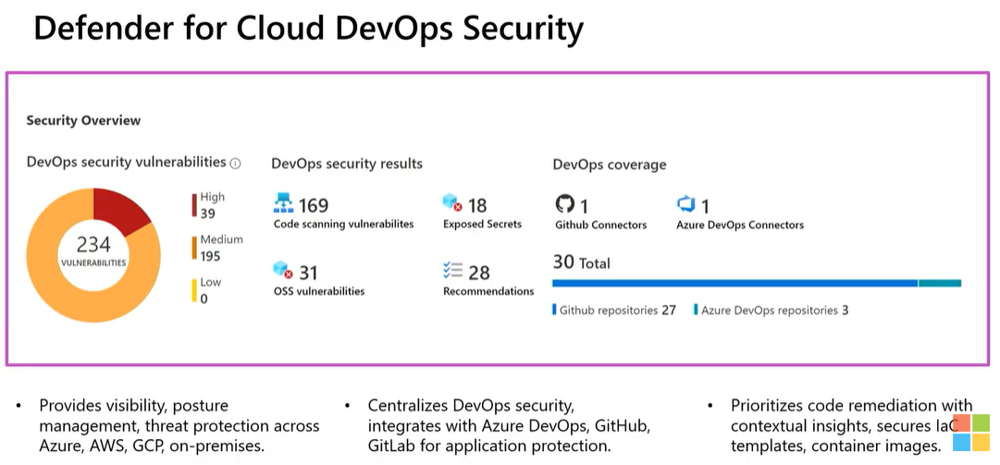 Defender for Cloud DevOps Security
Security Overview
DevOps security vulnerabilities
234
VULNERABILITIES
High
39
Medium
195
Low
0
DevOps security results
169
Code scanning vulnerabilites
18
Exposed Secrets
31
OSS vulnerabilities
28
Recommendations
DevOps coverage
1
Github Connectors
1
Azure DevOps Connectors
30 Total
Github repositories 27
Azure DevOps repositories 3
• Provides visibility, posture
management, threat protection across
Azure, AWS, GCP, on-premises.
• Centralizes DevOps security,
integrates with Azure DevOps, GitHub,
GitLab for application protection.
• Prioritizes code remediation with
contextual insights, secures IaC
templates, container images.